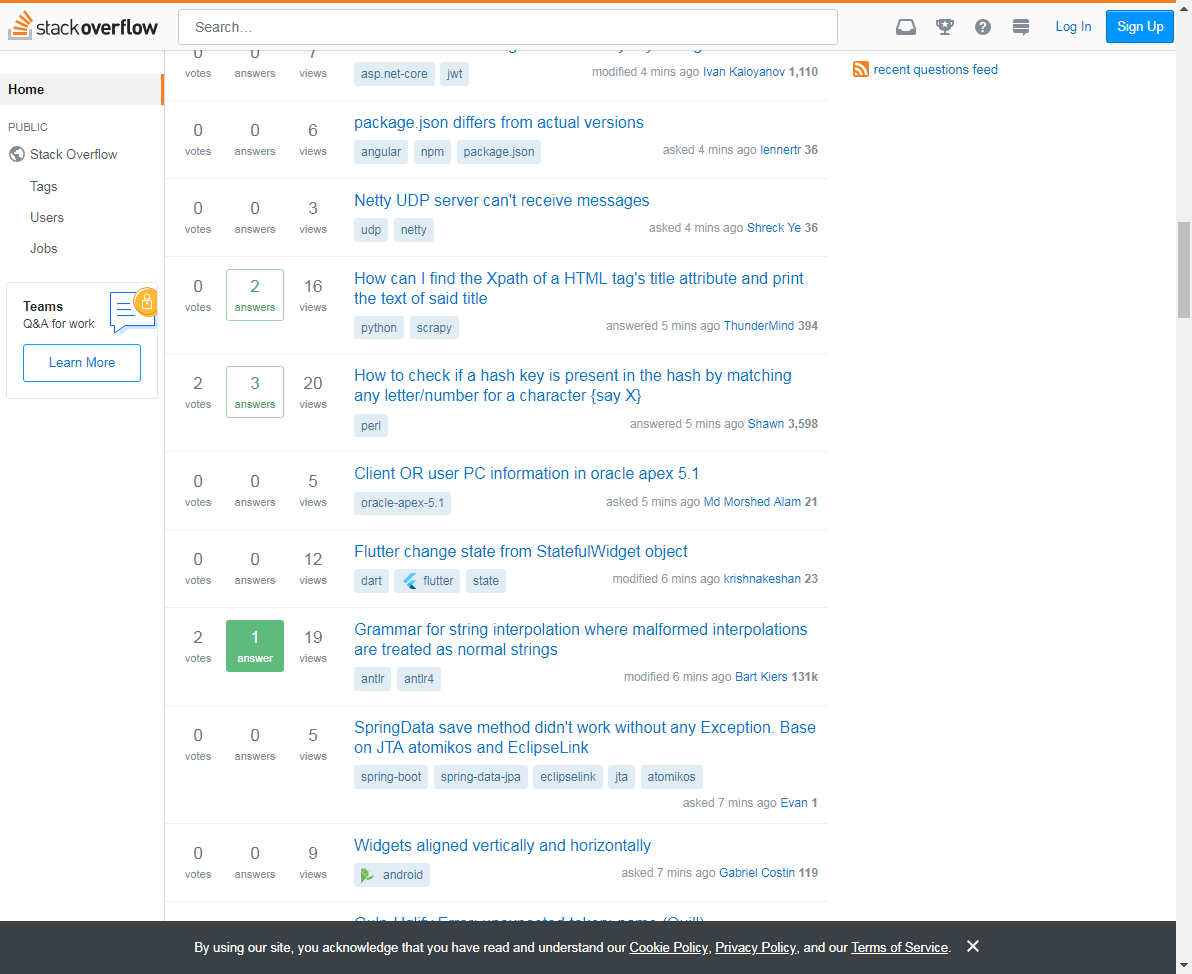 stackoverflow
Search…
Log In
Sign Up
Home
PUBLIC
Stack Overflow
Tags
Users
Jobs
Teams
Q&A for work
Learn More
0 0 7
votes answers views
asp.net-core jwt
modified 4 mins ago Ivan Kaloyanov 1,110
recent questions feed
0 0 6
votes answers views
package.json differs from actual versions
angular npm package.json
asked 4 mins ago lennertr 36
0 0 3
votes answers views
Netty UDP server can't receive messages
udp netty
asked 4 mins ago Shreck Ye 36
0 2 16
votes answers views
How can I find the Xpath of a HTML tag's title attribute and print
the text of said title
python scrapy
answered 5 mins ago ThunderMind 394
2 3 20
votes answers views
How to check if a hash key is present in the hash by matching
any letter/number for a character {say X}
perl
answered 5 mins ago Shawn 3,598
0 0 5
votes answers views
Client OR user PC information in oracle apex 5.1
oracle-apex-5.1
asked 5 mins ago Md Morshed Alam 21
0 0 12
votes answers views
Flutter change state from StatefulWidget object
dart flutter state
modified 6 mins ago krishnakeshan 23
2 1 19
votes answer views
Grammar for string interpolation where malformed interpolations
are treated as normal strings
antlr antlr4
modified 6 mins ago Bart Kiers 131k
0 0 5
votes answers views
SpringData save method didn't work without any Exception. Base
on JTA atomikos and EclipseLink
spring-boot spring-data-jpa eclipselink jta atomikos
asked 7 mins ago Evan 1
0 0 9
votes answers views
Widgets aligned vertically and horizontally
android
asked 7 mins ago Gabriel Costin 119
Gulp Uglify Error: unexpected token: name (Quill)
By using our site, you acknowledge that you have read and understand our Cookie Policy, Privacy Policy, and our Terms of Service.